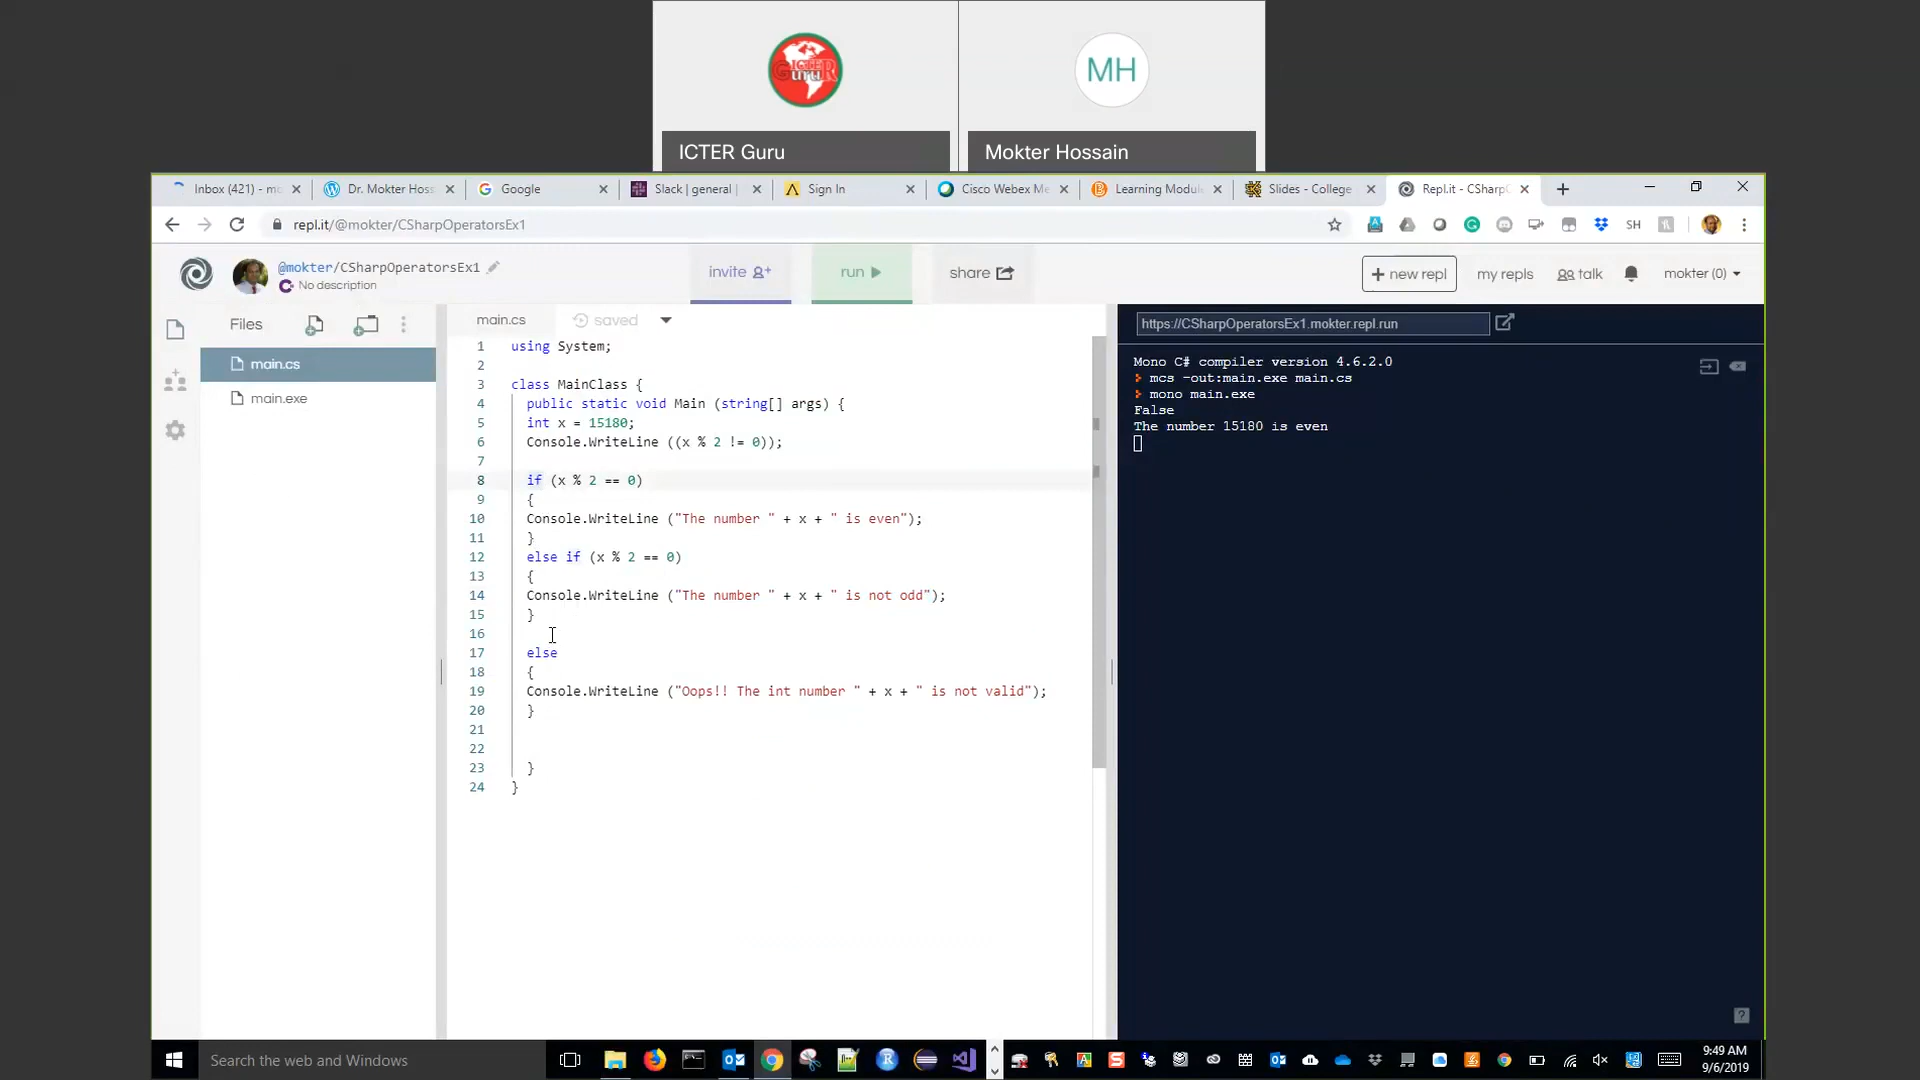 MH
ICTER Guru
Mokter Hossain
Inbox (421) - mo
Dr. Mokter Hoss
Google
Slack | general |
Sign In
Cisco Webex Me
Learning Module
Slides - College
Repl.it - CSharpO
repl.it/@mokter/CSharpOperatorsEx1
SH
@mokter/CSharpOperatorsEx1
No description
invite
run
share
+ new repl
my repls
talk
mokter (0)
Files
main.cs
main.exe
main.cs
saved
1 using System;
2
3 class MainClass {
4 public static void Main (string[] args) {
5 int x = 15180;
6 Console.WriteLine ((x % 2 != 0));
7
8 if (x % 2 == 0)
9 {
10 Console.WriteLine ("The number " + x + " is even");
11 }
12 else if (x % 2 == 0)
13 {
14 Console.WriteLine ("The number " + x + " is not odd");
15 }
16
17 else
18 {
19 Console.WriteLine ("Oops!! The int number " + x + " is not valid");
20 }
21
22
23 }
24 }
https://CSharpOperatorsEx1.mokter.repl.run
Mono C# compiler version 4.6.2.0
mcs -out:main.exe main.cs
mono main.exe
False
The number 15180 is even
?
Search the web and Windows
9:49 AM
9/6/2019